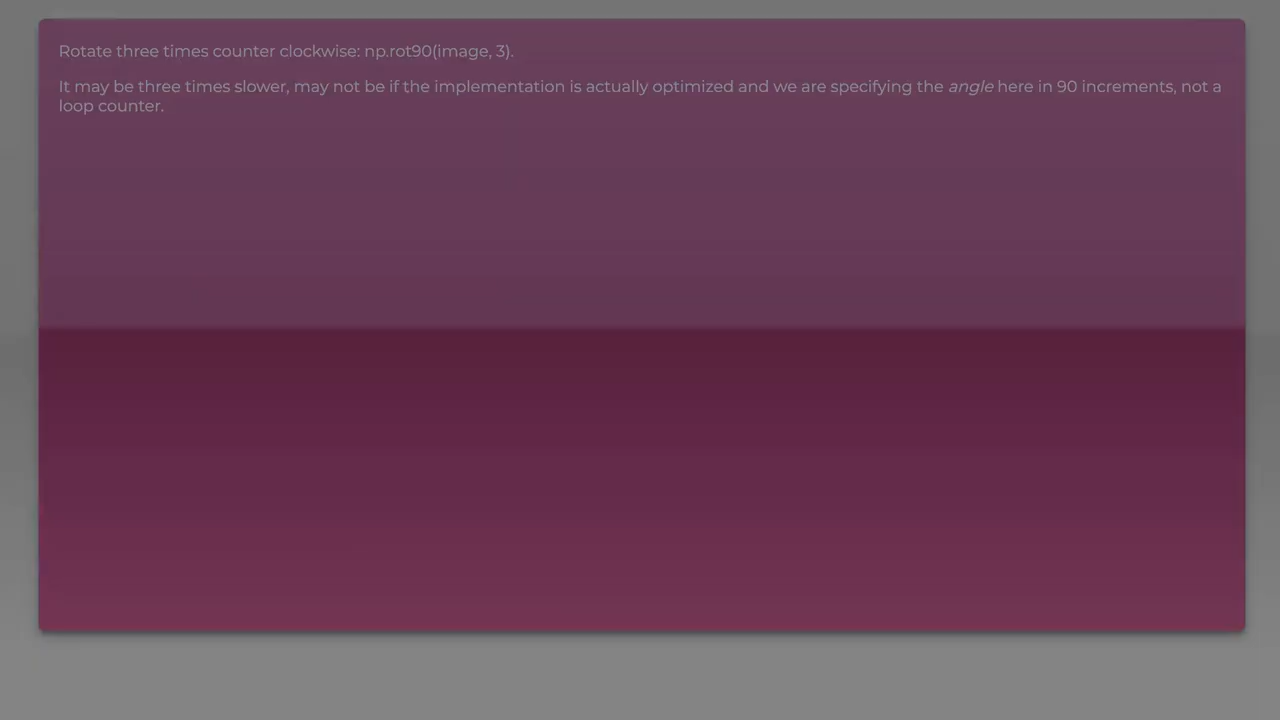 Rotate three times counter clockwise: np.rot90(image, 3).
It may be three times slower, may not be if the implementation is actually optimized and we are specifying the angle here in 90 increments, not a
loop counter.